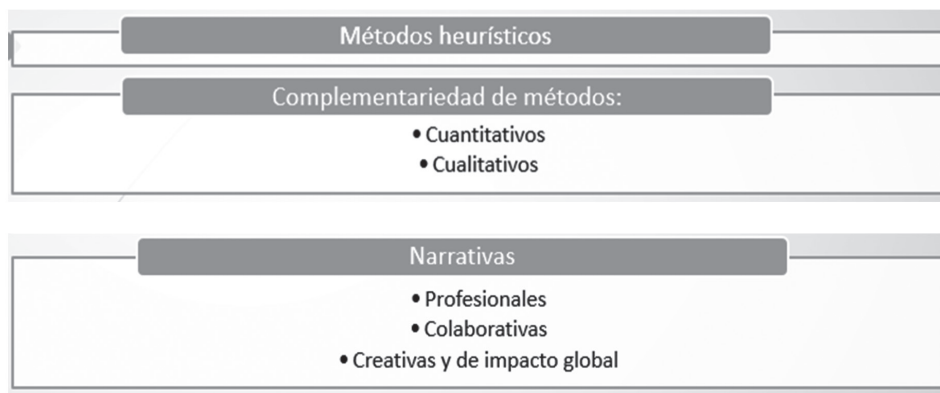 Métodos heurísticos
Complementariedad de métodos:
• Cuantitativos
• Cualitativos
Narrativas
• Profesionales
• Colaborativas
• Creativas y de impacto global